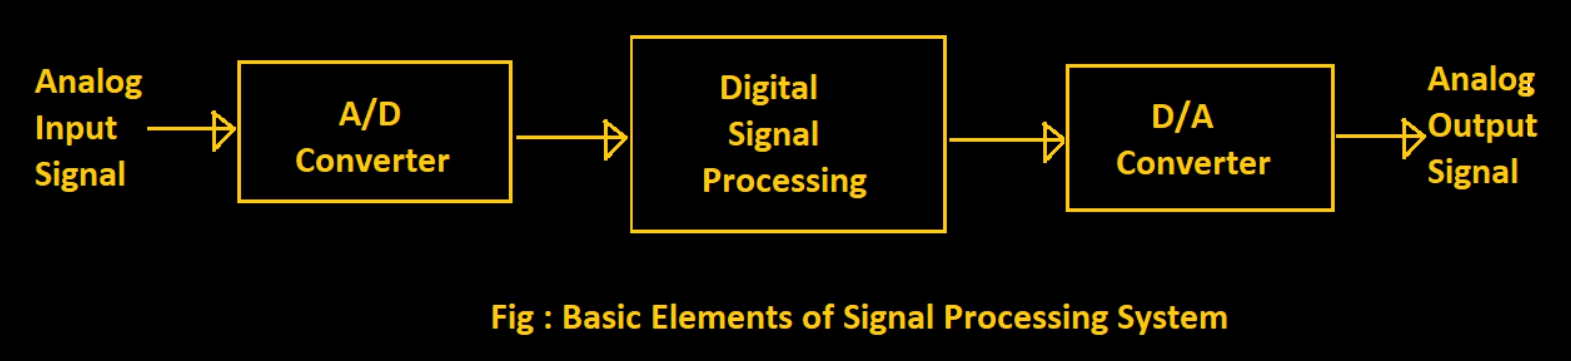 Analog
Input
Signal
A/D
Converter
Digital
Signal
Processing
D/A
Converter
Analog
Output
Signal
Fig : Basic Elements of Signal Processing System